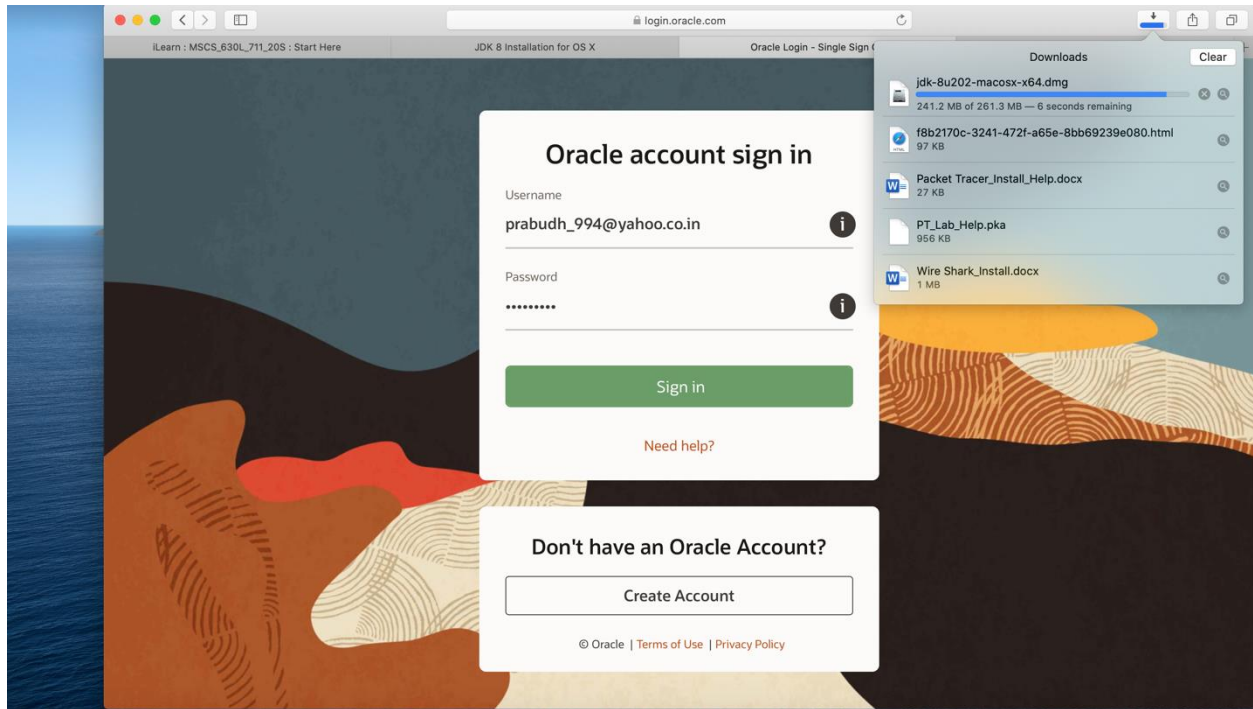 login.oracle.com
iLearn : MSCS_630L_711_20S : Start Here
JDK 8 Installation for OS X
Oracle Login - Single Sign
Downloads
Clear
jdk-8u202-macosx-x64.dmg
241.2 MB of 261.3 MB — 6 seconds remaining
f8b2170c-3241-472f-a65e-8bb69239e080.html
97 KB
Packet Tracer_Install_Help.docx
27 KB
PT_Lab_Help.pka
956 KB
Wire Shark_Install.docx
1 MB
Oracle account sign in
Username
prabudh_994@yahoo.co.in
Password
•••••••••
Sign in
Need help?
Don't have an Oracle Account?
Create Account
© Oracle | Terms of Use | Privacy Policy